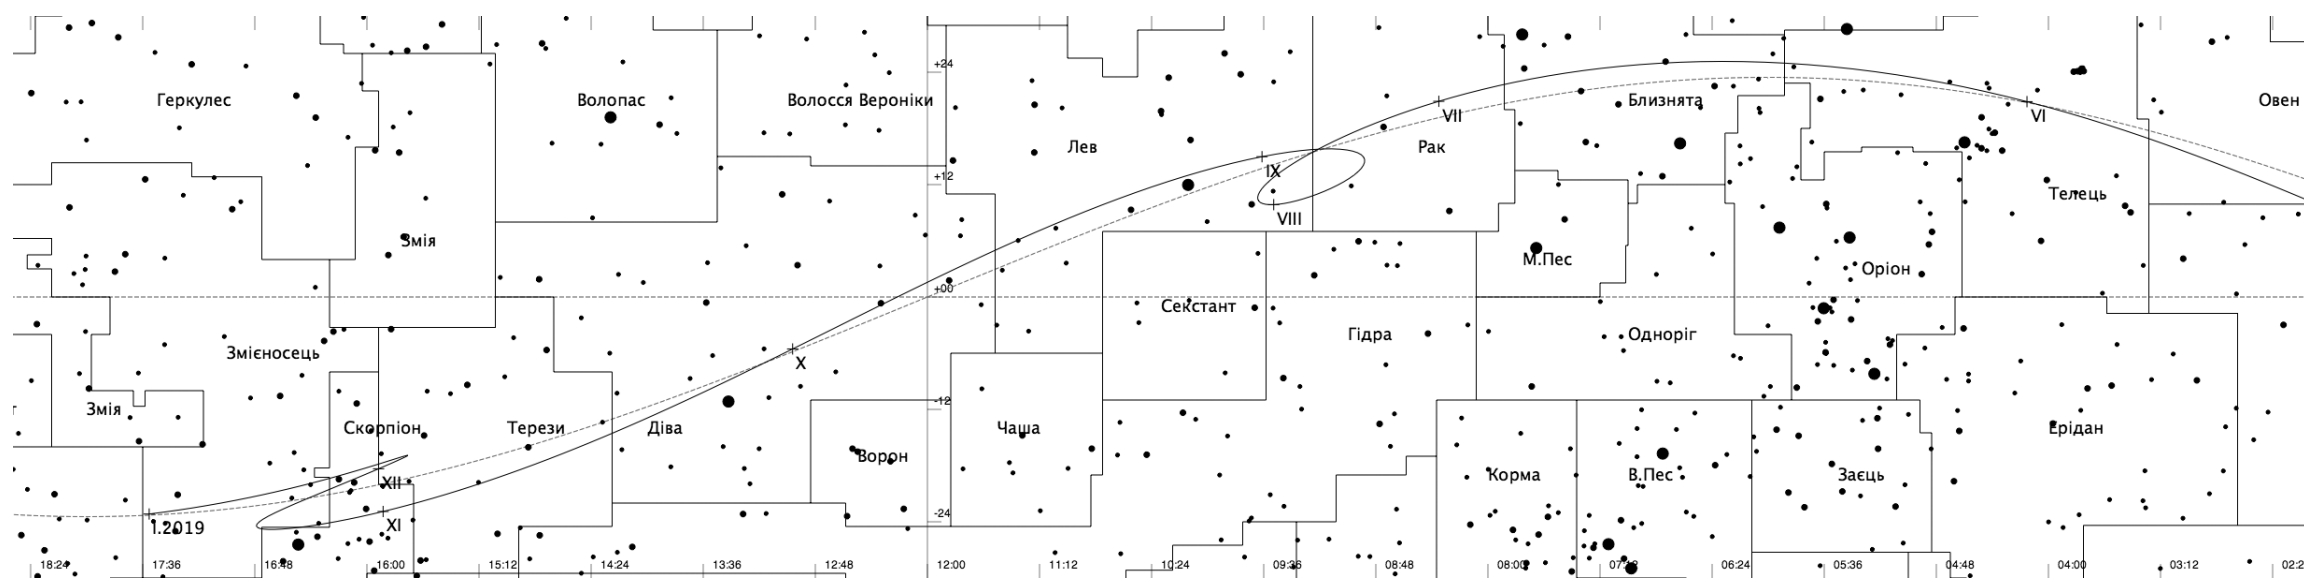 +24
Геркулес
Волопас
Волосся Вероніки
Близнята
Овен
VII
VI
Лев
Рак
IX
+12
Телець
VIII
Змія
М.Пес
Оріон
+00
Секстант
Гідра
Одноріг
Змієносець
X
-12
Змія
Скорпіон
Терези
Діва
Чаша
Ерідан
Ворон
Корма
В.Пес
Заєць
XII
-24
XI
I.2019
18:24 17:36 16:48 16:00 15:12 14:24 13:36 12:48 12:00 11:12 10:24 09:36 08:48 08:00 07:12 06:24 05:36 04:48 04:00 03:12